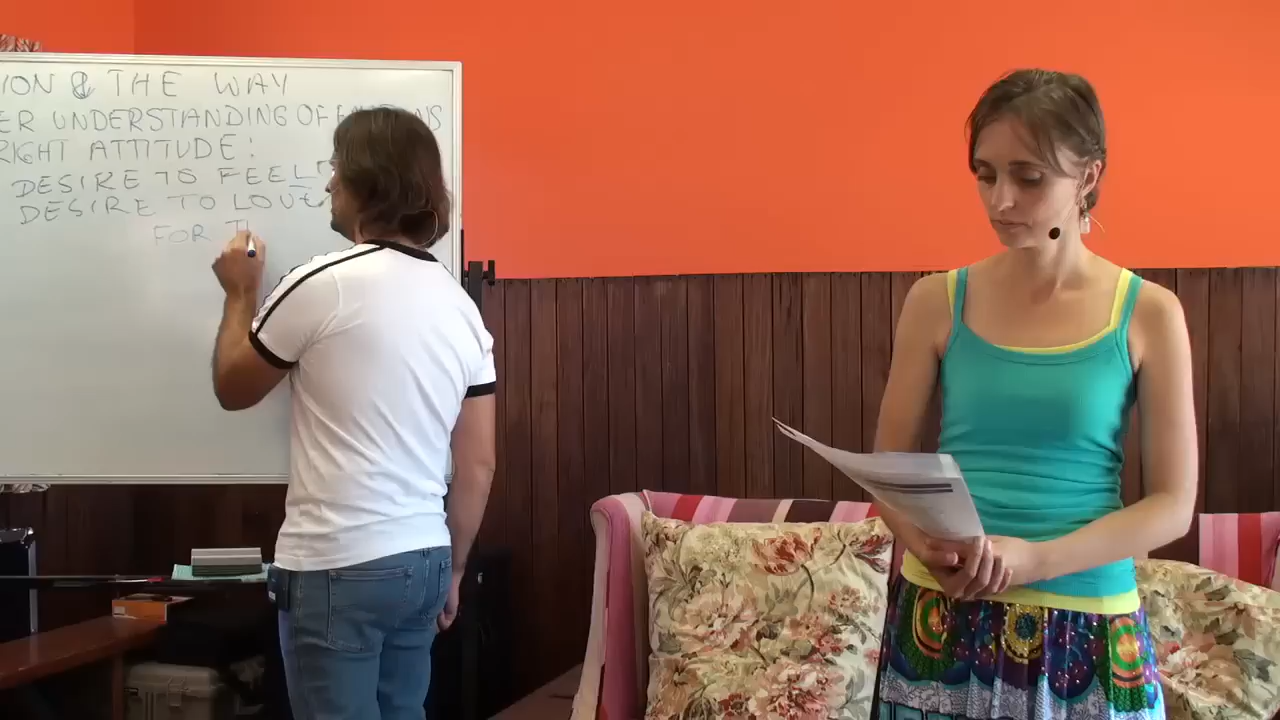 ION & THE WAY
ER UNDERSTANDING OF
RIGHT ATTITUDE:
DESIRE TO FEEL
DESIRE TO LOVE
FOR T